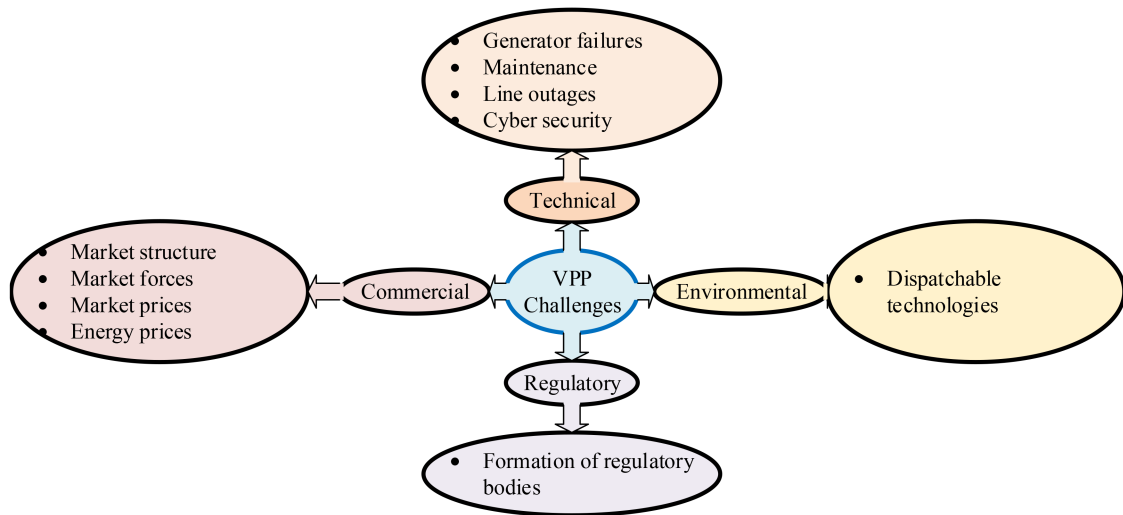 • Generator failures
• Maintenance
• Line outages
• Cyber security
Technical
• Market structure
• Market forces
• Market prices
• Energy prices
Commercial
VPP
Challenges
Environmental
• Dispatchable
technologies
Regulatory
• Formation of regulatory
bodies